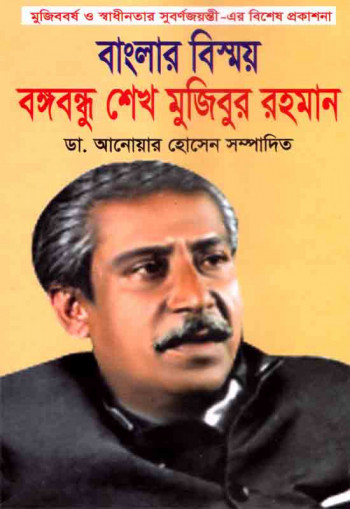 মুজিববর্ষ ও স্বাধীনতার সুবর্ণজয়ন্তী-এর বিশেষ প্রকাশনা
বাংলার বিস্ময়
বঙ্গবন্ধু শেখ মুজিবুর রহমান
ডা. আনোয়ার হোসেন সম্পাদিত